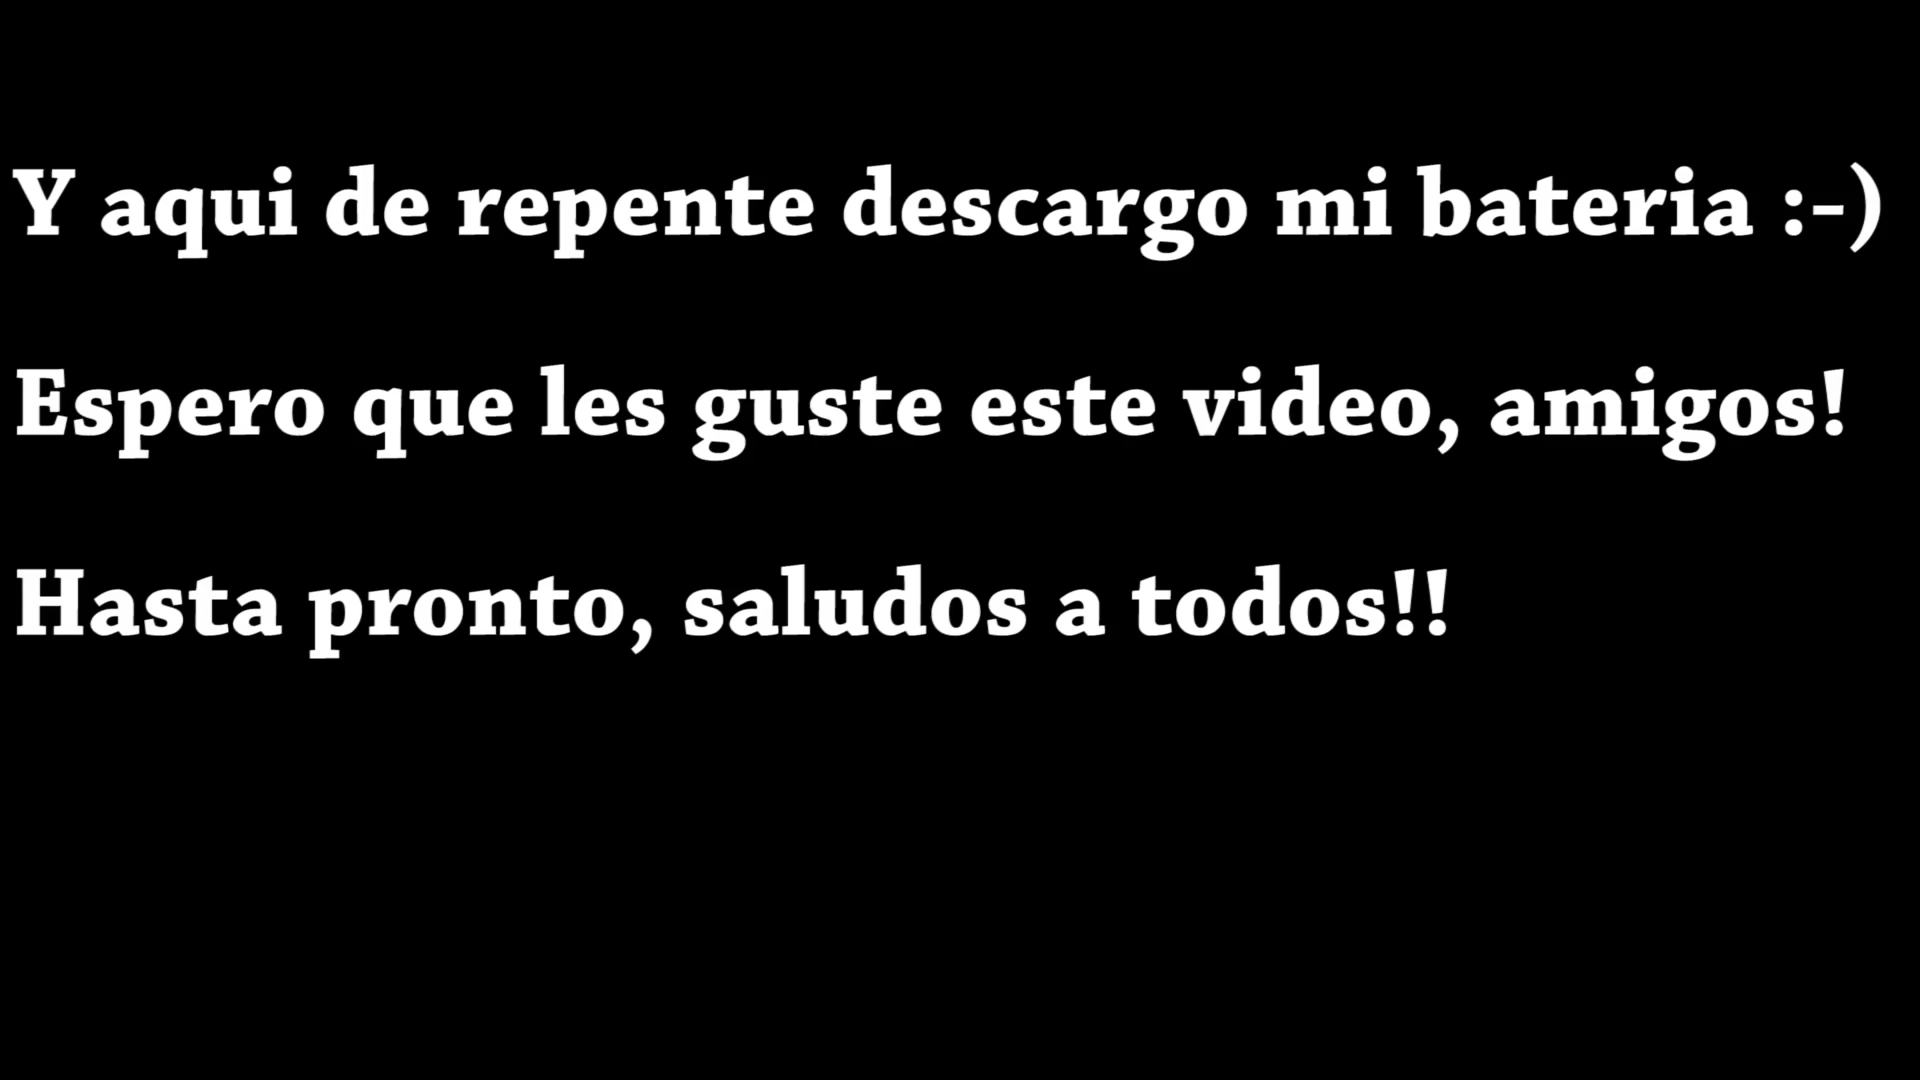 Y aqui de repente descargo mi bateria :-)
Espero que les guste este video, amigos!
Hasta pronto, saludos a todos!!